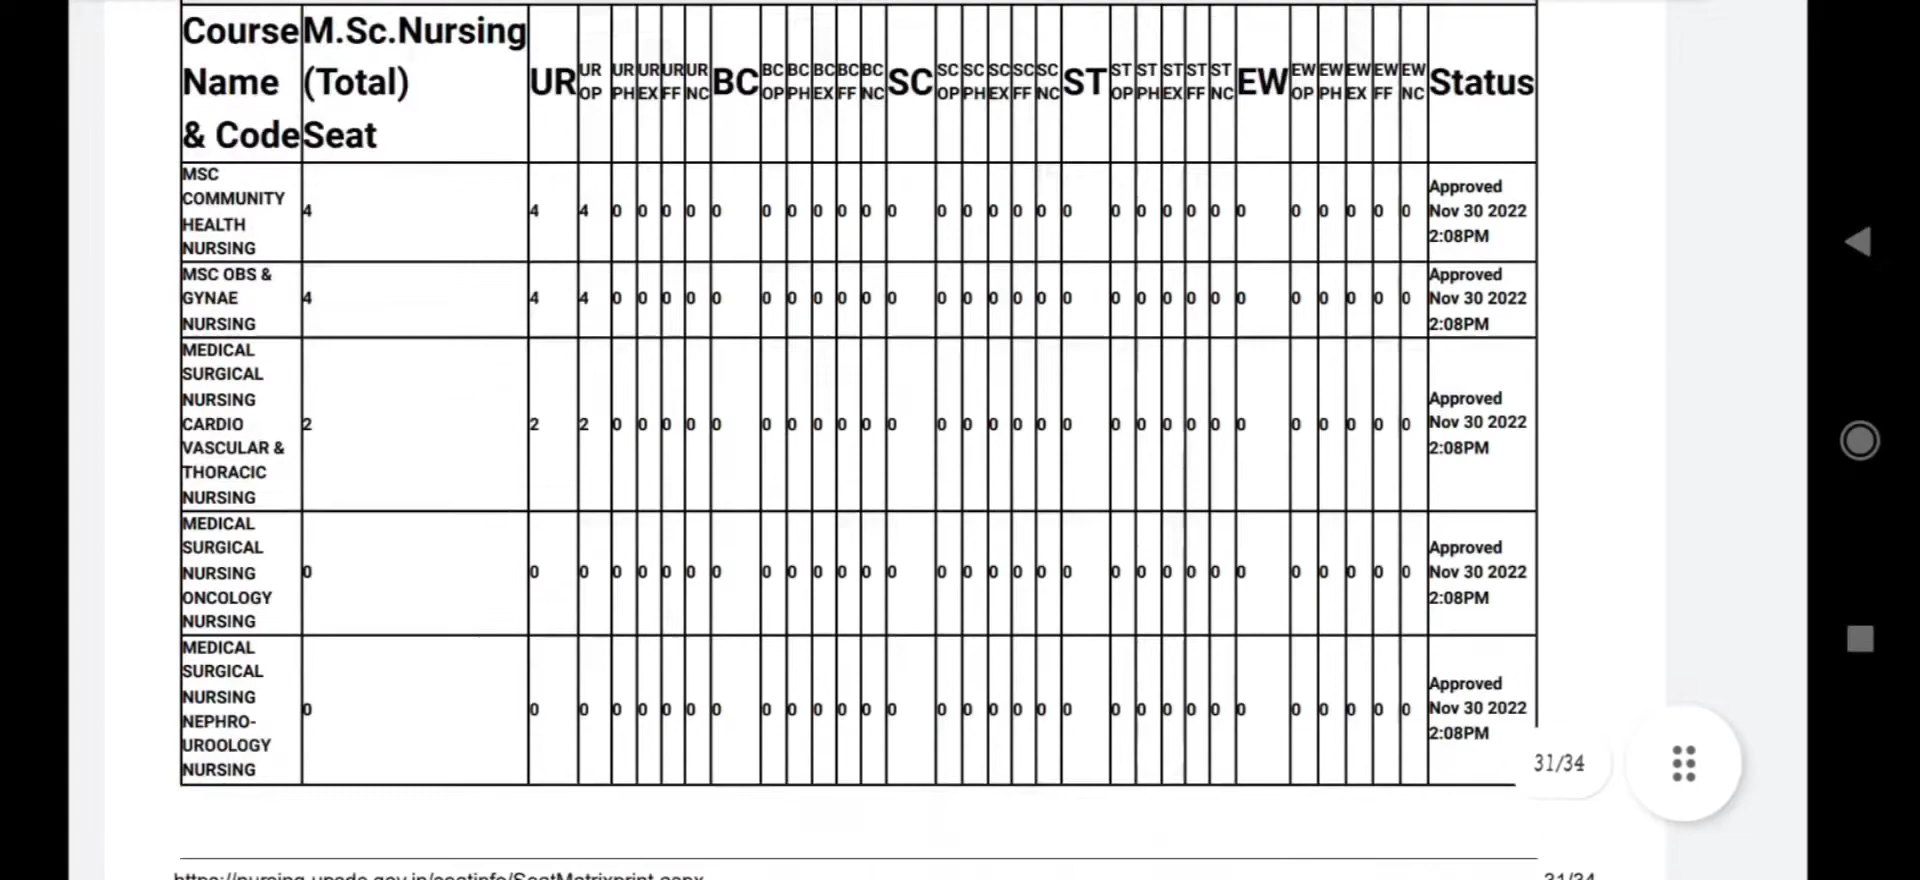 Course Name & Code M.Sc.Nursing (Total) Seat UR UR OP UR PH UR EX UR FF UR NC BC BC OP BC PH BC EX BC FF BC NC SC SC OP SC PH SC EX SC FF SC NC ST ST OP ST PH ST EX ST FF ST NC EW EW OP EW PH EW EX EW FF EW NC Status
MSC COMMUNITY HEALTH NURSING 4 4 4 0 0 0 0 0 0 0 0 0 0 0 0 0 0 0 0 0 0 0 0 0 0 0 0 0 0 0 0 Approved Nov 30 2022 2:08PM
MSC OBS & GYNAE NURSING 4 4 4 0 0 0 0 0 0 0 0 0 0 0 0 0 0 0 0 0 0 0 0 0 0 0 0 0 0 0 0 Approved Nov 30 2022 2:08PM
MEDICAL SURGICAL NURSING CARDIO VASCULAR & THORACIC NURSING 2 2 2 0 0 0 0 0 0 0 0 0 0 0 0 0 0 0 0 0 0 0 0 0 0 0 0 0 0 0 0 Approved Nov 30 2022 2:08PM
MEDICAL SURGICAL NURSING ONCOLOGY NURSING 0 0 0 0 0 0 0 0 0 0 0 0 0 0 0 0 0 0 0 0 0 0 0 0 0 0 0 0 0 0 0 Approved Nov 30 2022 2:08PM
MEDICAL SURGICAL NURSING NEPHRO-UROOLOGY NURSING 0 0 0 0 0 0 0 0 0 0 0 0 0 0 0 0 0 0 0 0 0 0 0 0 0 0 0 0 0 0 0 Approved Nov 30 2022 2:08PM
31/34
https://nursing.upsdc.gov.in/seatinfo/SeatMatrixprint.aspx 31/34